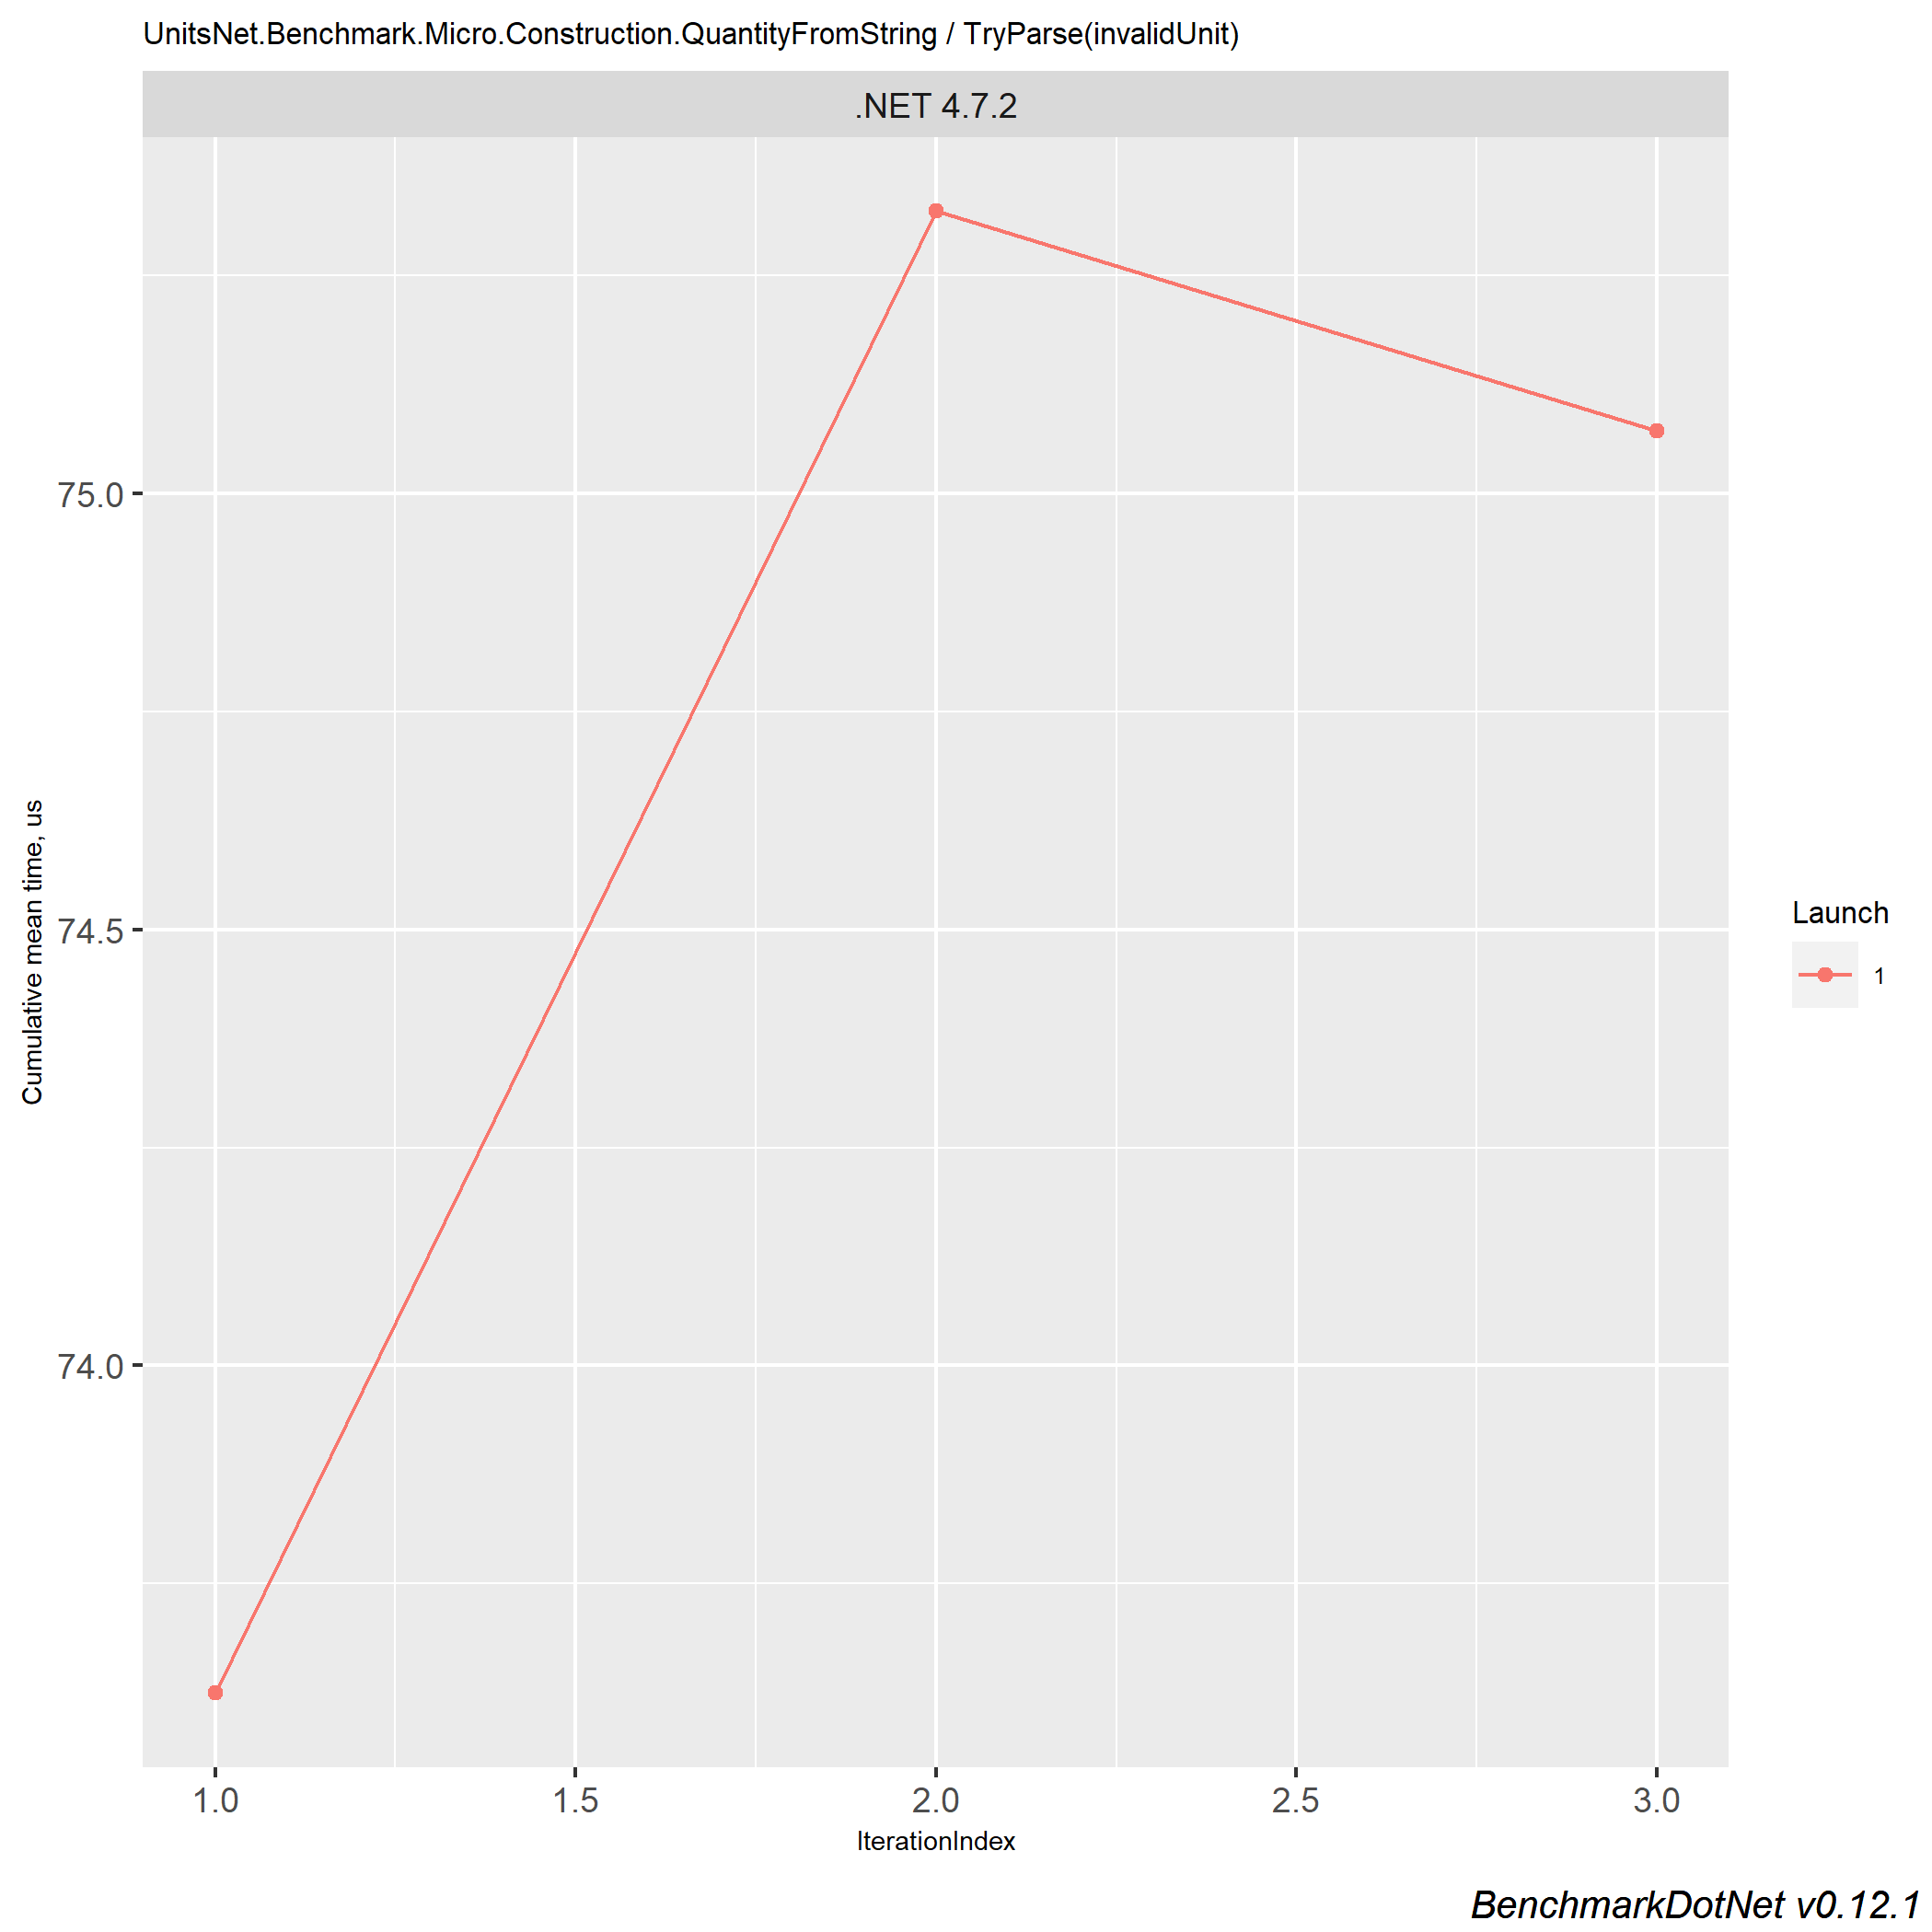 UnitsNet.Benchmark.Micro.Construction.QuantityFromString / TryParse(invalidUnit)
.NET 4.7.2
75.0
74.5
74.0
Cumulative mean time, us
1.0 1.5 2.0 2.5 3.0
IterationIndex
Launch
1
BenchmarkDotNet v0.12.1